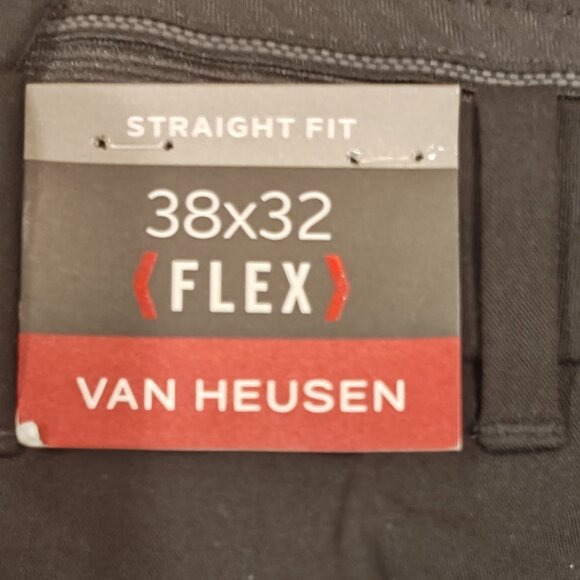 STRAIGHT FIT
38x32
FLEX
VAN HEUSEN